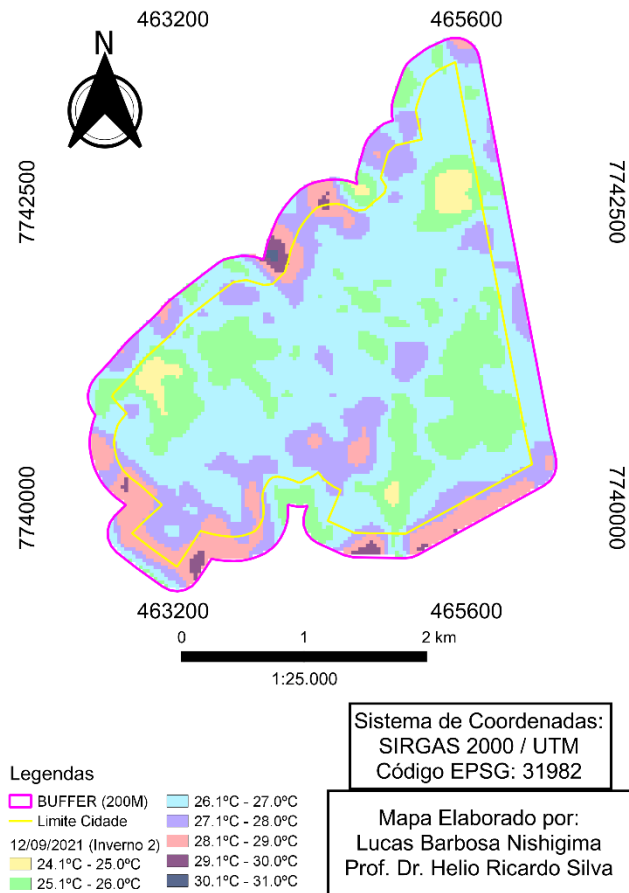 463200 465600
N
7742500 7742500
7740000 7740000
463200 465600
0 1 2 km
1:25.000
Sistema de Coordenadas:
SIRGAS 2000 / UTM
Código EPSG: 31982
Legendas
BUFFER (200M)
Limite Cidade
12/09/2021 (Inverno 2)
24.1ºC - 25.0ºC
25.1ºC - 26.0ºC
26.1ºC - 27.0ºC
27.1ºC - 28.0ºC
28.1ºC - 29.0ºC
29.1ºC - 30.0ºC
30.1ºC - 31.0ºC
Mapa Elaborado por:
Lucas Barbosa Nishigima
Prof. Dr. Helio Ricardo Silva